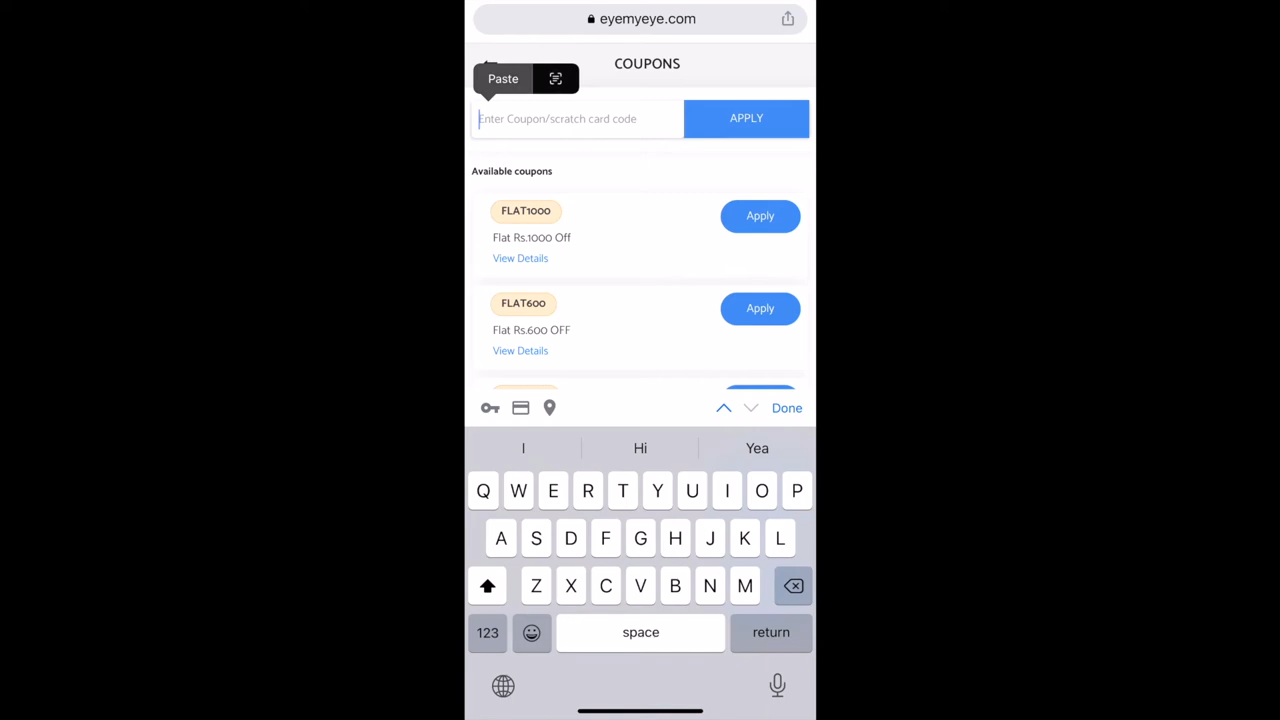 eyemyeye.com
COUPONS
Paste
Enter Coupon/scratch card code
APPLY
Available coupons
FLAT1000
Apply
Flat Rs.1000 Off
View Details
FLAT600
Apply
Flat Rs.600 OFF
View Details
Done
I Hi Yea
Q W E R T Y U I O P
A S D F G H J K L
Z X C V B N M
123 space return